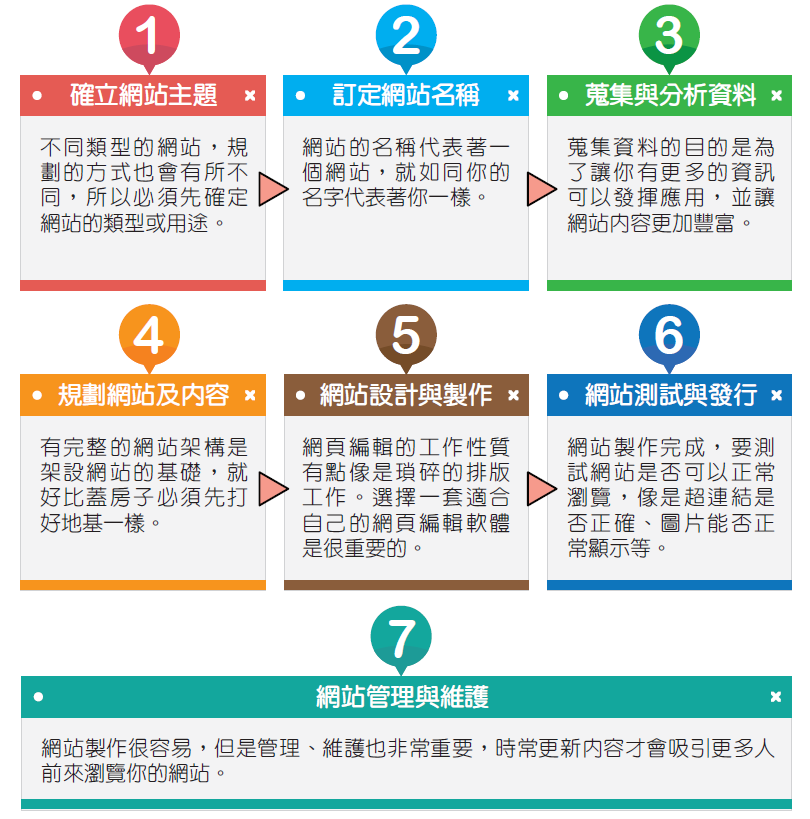 1
確立網站主題
不同類型的網站，規
劃的方式也會有所不
同，所以必須先確定
網站的類型或用途。
2
訂定網站名稱
網站的名稱代表著一
個網站，就如同你的
名字代表著你一樣。
3
蒐集與分析資料
蒐集資料的目的是為
了讓你有更多的資訊
可以發揮應用，並讓
網站內容更加豐富。
4
規劃網站及內容
有完整的網站架構是
架設網站的基礎，就
好比蓋房子必須先打
好地基一樣。
5
網站設計與製作
網頁編輯的工作性質
有點像是瑣碎的排版
工作。選擇一套適合
自己的網頁編輯軟體
是很重要的。
6
網站測試與發行
網站製作完成，要測
試網站是否可以正常
瀏覽，像是超連結是
否正確、圖片能否正
常顯示等。
7
網站管理與維護
網站製作很容易，但是管理、維護也非常重要，時常更新內容才會吸引更多人
前來瀏覽你的網站。